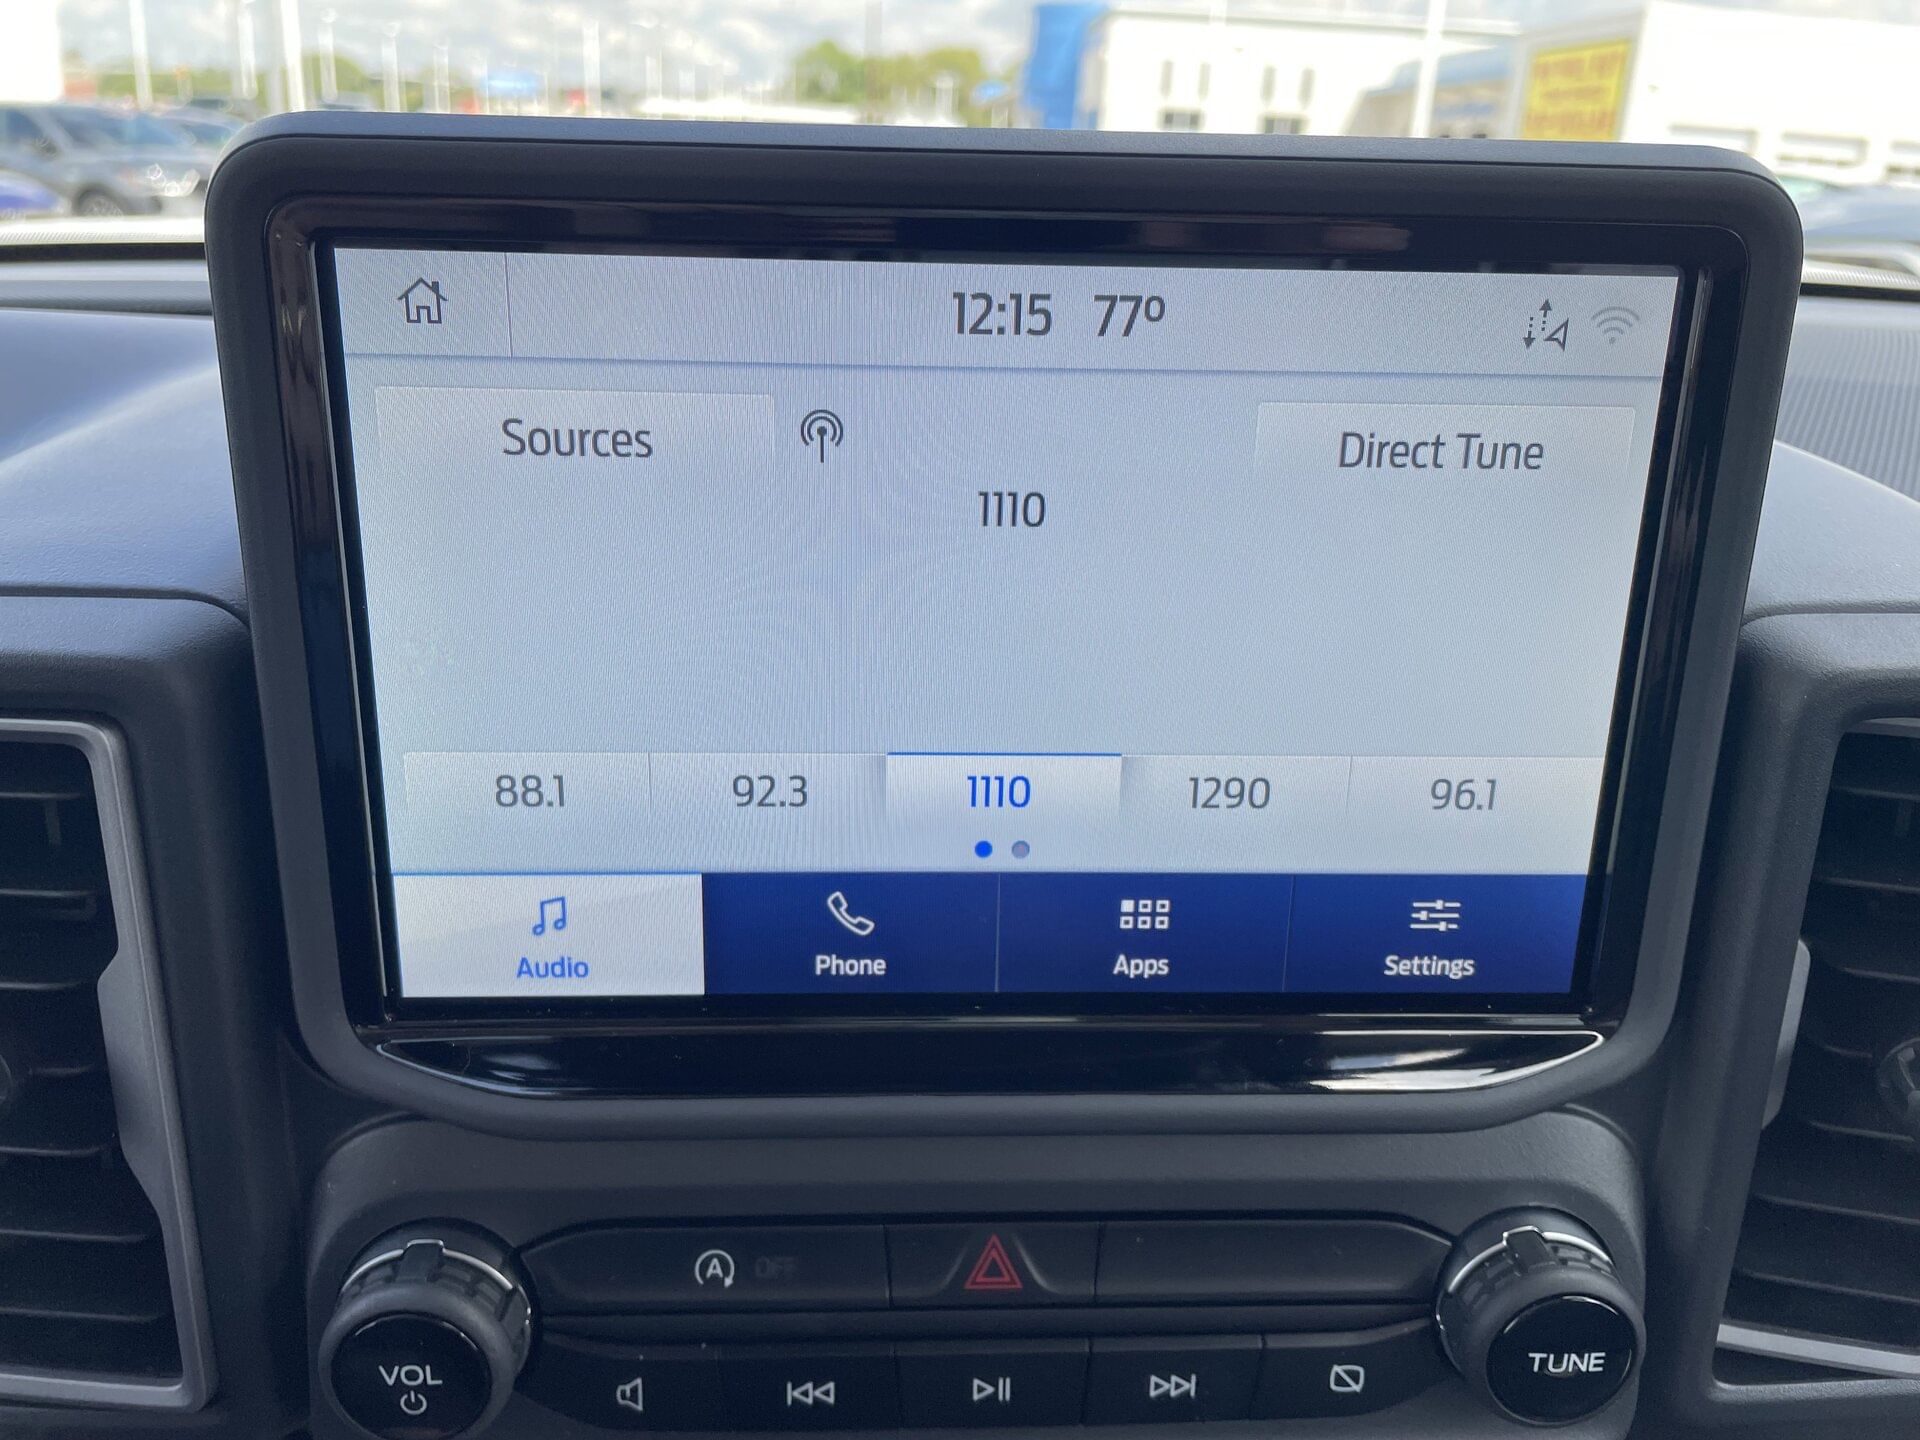 12:15 77º
Sources
Direct Tune
1110
88.1 92.3 1110 1290 96.1
Audio Phone Apps Settings
A OFF
VOL
TUNE